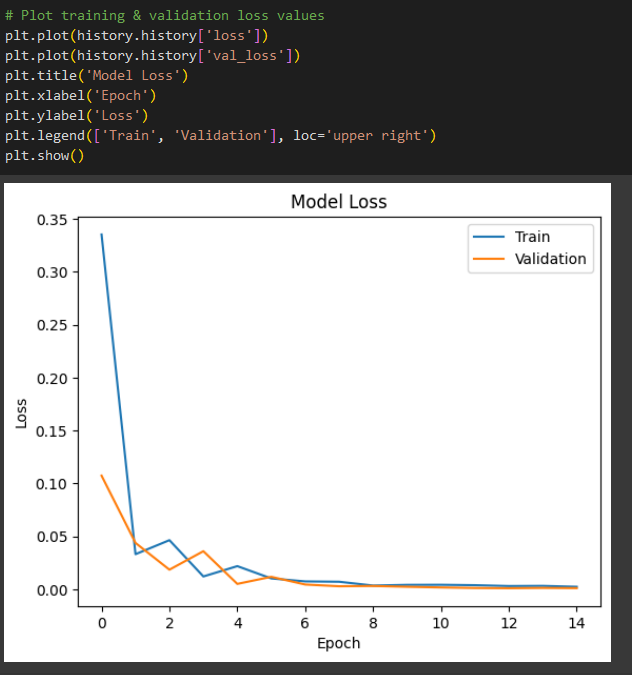 # Plot training & validation loss values
plt.plot(history.history['loss'])
plt.plot(history.history['val_loss'])
plt.title('Model Loss')
plt.xlabel('Epoch')
plt.ylabel('Loss')
plt.legend(['Train', 'Validation'], loc='upper right')
plt.show()
Model Loss
Train
Validation
0.35
0.30
0.25
0.20
0.15
0.10
0.05
0.00
Loss
0 2 4 6 8 10 12 14
Epoch